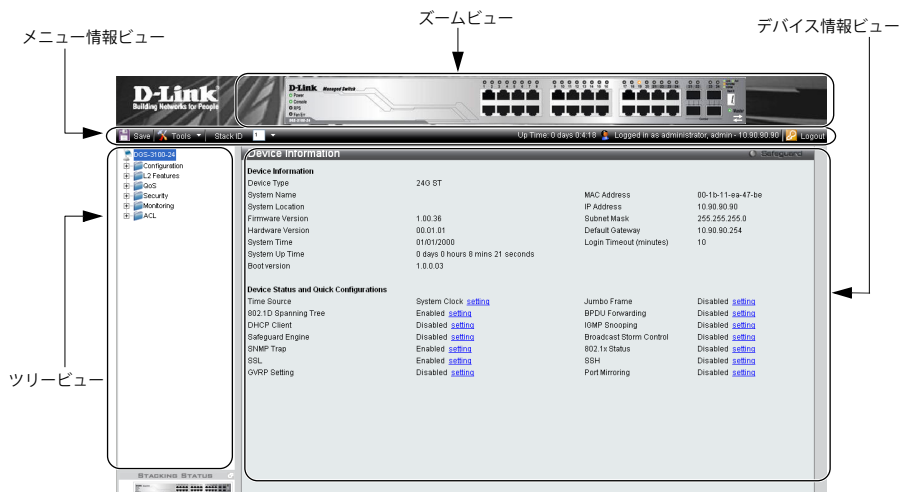 ズームビュー
メニュー情報ビュー
デバイス情報ビュー
D-Link
Building Networks for People
D-Link Managed Switch
Power
Console
RPS
Fan Err
Save Tools Stack ID 1 Up Time: 0 days 0:4:18 Logged in as administrator, admin - 10.90.90.90 Logout
DGS-3100-24
Configuration
L2 Features
QoS
Security
Monitoring
ACL
ツリービュー
Device Information Safeguard
Device Information
Device Type 24G ST
System Name MAC Address 00-1b-11-ea-47-be
System Location IP Address 10.90.90.90
Firmware Version 1.00.36 Subnet Mask 255.255.255.0
Hardware Version 00.01.01 Default Gateway 10.90.90.254
System Time 01/01/2000 Login Timeout (minutes) 10
System Up Time 0 days 0 hours 8 mins 21 seconds
Boot version 1.0.0.03
Device Status and Quick Configurations
Time Source System Clock setting Jumbo Frame Disabled setting
802.1D Spanning Tree Enabled setting BPDU Forwarding Disabled setting
DHCP Client Disabled setting IGMP Snooping Disabled setting
Safeguard Engine Disabled setting Broadcast Storm Control Disabled setting
SNMP Trap Enabled setting 802.1x Status Disabled setting
SSL Enabled setting SSH Disabled setting
GVRP Setting Disabled setting Port Mirroring Disabled setting
Stacking Status